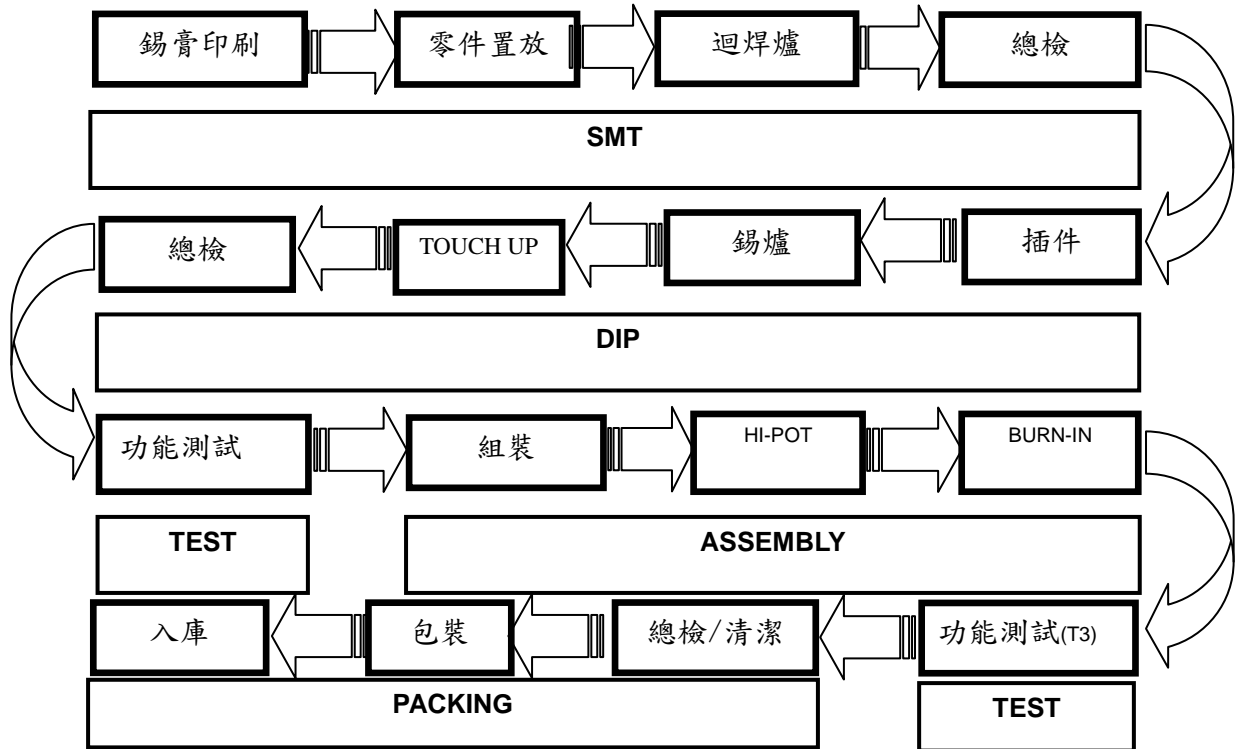 錫膏印刷
零件置放
迴焊爐
總檢
SMT
插件
錫爐
TOUCH UP
總檢
DIP
功能測試
組裝
HI-POT
BURN-IN
TEST
ASSEMBLY
功能測試(T3)
總檢/清潔
包裝
入庫
PACKING
TEST